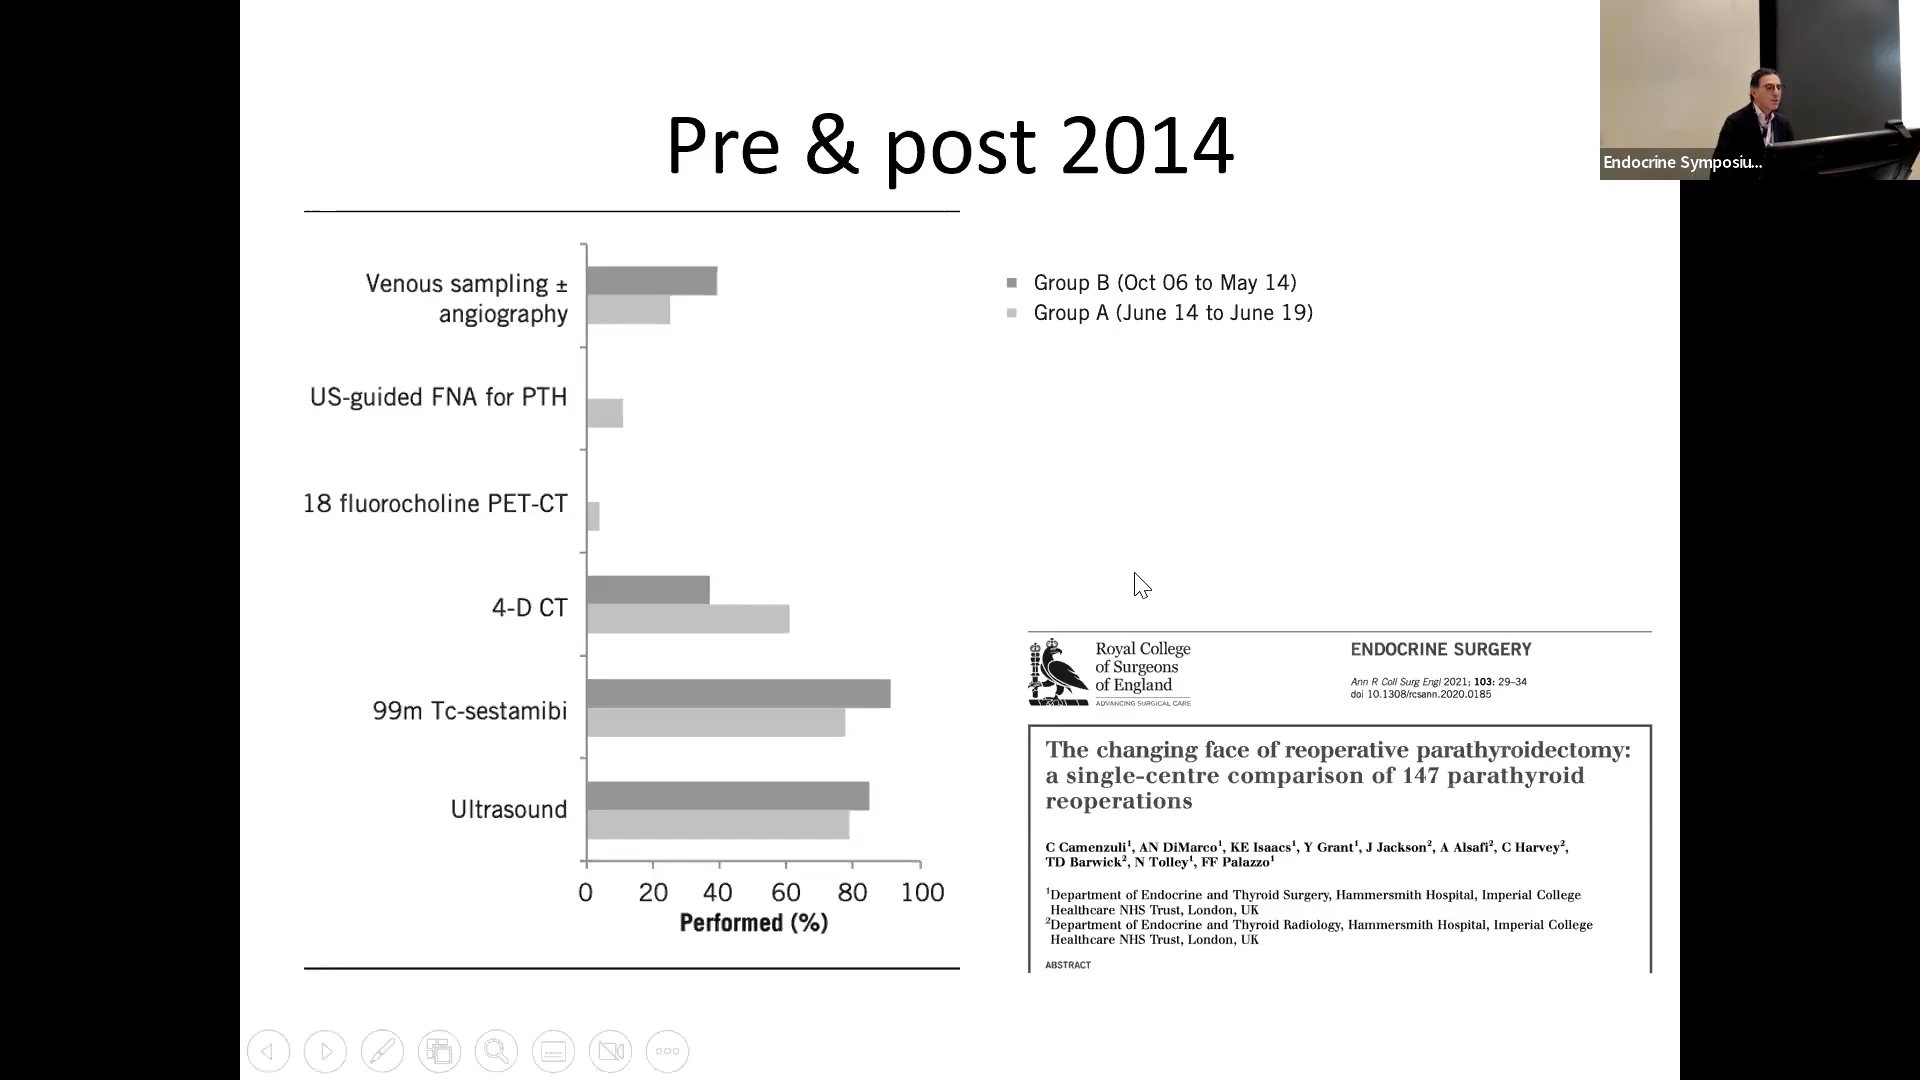 Pre & post 2014
Endocrine Symposiu...
Venous sampling ±
angiography
US-guided FNA for PTH
18 fluorocholine PET-CT
4-D CT
99m Tc-sestamibi
Ultrasound
0 20 40 60 80 100
Performed (%)
Group B (Oct 06 to May 14)
Group A (June 14 to June 19)
Royal College
of Surgeons
of England
ADVANCING SURGICAL CARE
ENDOCRINE SURGERY
Ann R Coll Surg Engl 2021; 103: 29–34
doi 10.1308/rcsann.2020.0185
The changing face of reoperative parathyroidectomy:
a single-centre comparison of 147 parathyroid
reoperations
C Camenzuli¹, AN DiMarco¹, KE Isaacs¹, Y Grant¹, J Jackson², A Alsafi², C Harvey²,
TD Barwick², N Tolley¹, FF Palazzo¹
¹Department of Endocrine and Thyroid Surgery, Hammersmith Hospital, Imperial College
Healthcare NHS Trust, London, UK
²Department of Endocrine and Thyroid Radiology, Hammersmith Hospital, Imperial College
Healthcare NHS Trust, London, UK
ABSTRACT